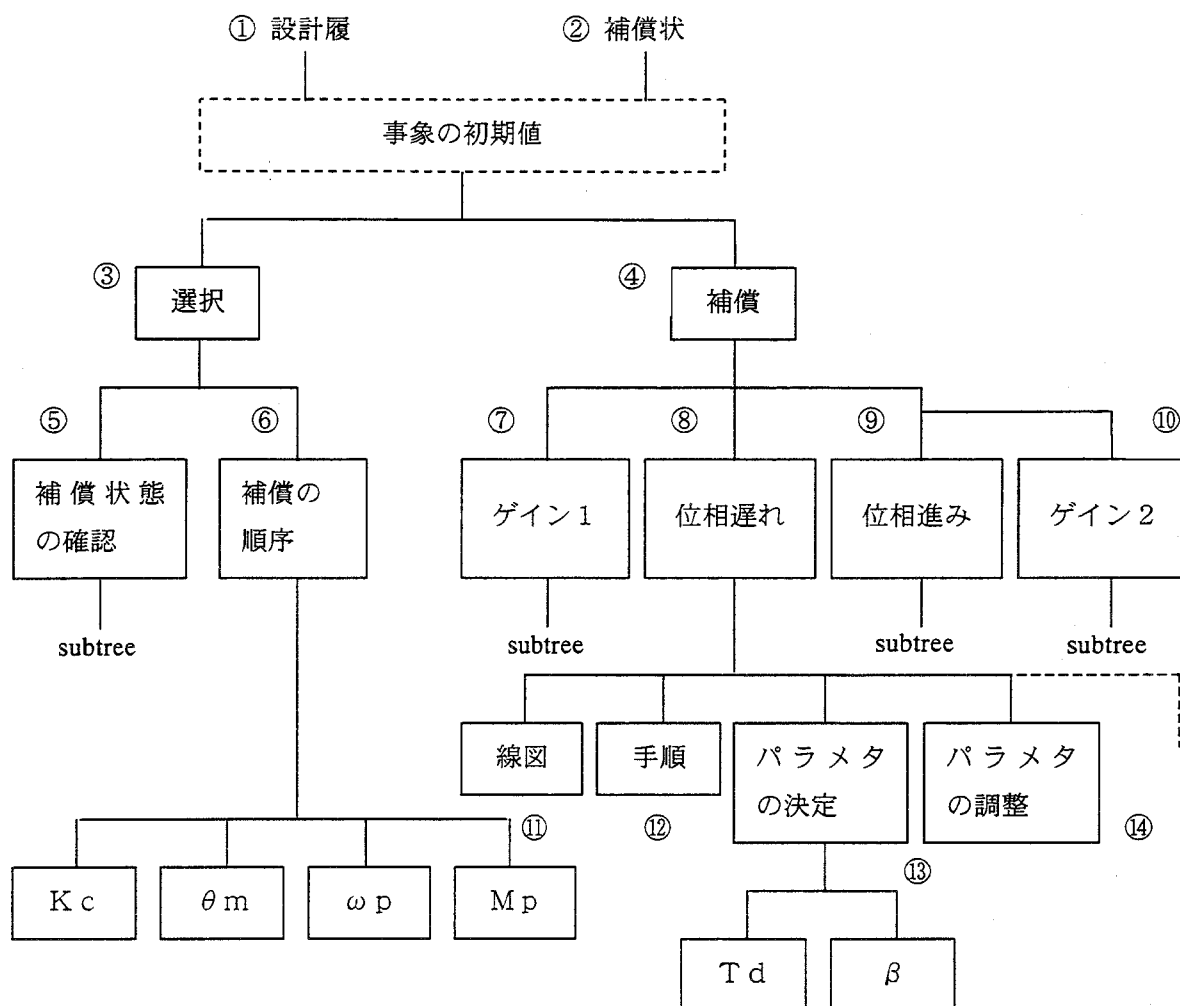 ① 設計履
② 補償状
事象の初期値
③
選択
④
補償
⑤
⑥
⑦
⑧
⑨
⑩
補償状態
の確認
補償の
順序
ゲイン1
位相遅れ
位相進み
ゲイン2
subtree
subtree
subtree
subtree
線図
手順
パラメタ
の決定
パラメタ
の調整
⑪
⑫
⑭
Kc
θm
ωp
Mp
⑬
Td
β